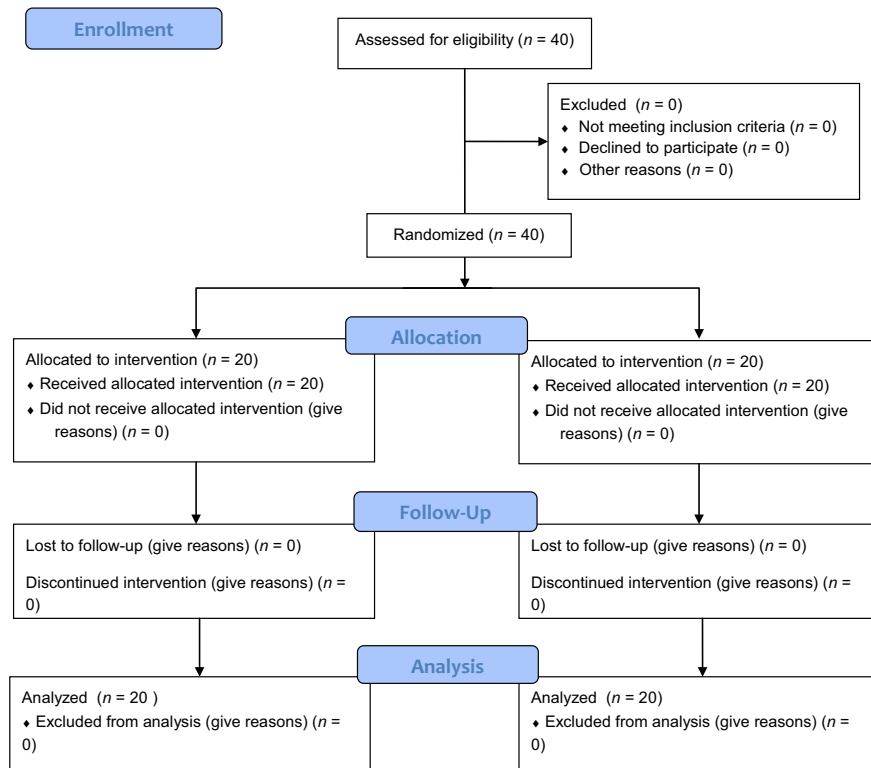 Enrollment
Assessed for eligibility (n = 40)
Excluded (n = 0)
♦ Not meeting inclusion criteria (n = 0)
♦ Declined to participate (n = 0)
♦ Other reasons (n = 0)
Randomized (n = 40)
Allocation
Allocated to intervention (n = 20)
♦ Received allocated intervention (n = 20)
♦ Did not receive allocated intervention (give
reasons) (n = 0)
Allocated to intervention (n = 20)
♦ Received allocated intervention (n = 20)
♦ Did not receive allocated intervention (give
reasons) (n = 0)
Follow-Up
Lost to follow-up (give reasons) (n = 0)
Discontinued intervention (give reasons) (n =
0)
Lost to follow-up (give reasons) (n = 0)
Discontinued intervention (give reasons) (n =
0)
Analysis
Analyzed (n = 20 )
♦ Excluded from analysis (give reasons) (n =
0)
Analyzed (n = 20)
♦ Excluded from analysis (give reasons) (n =
0)